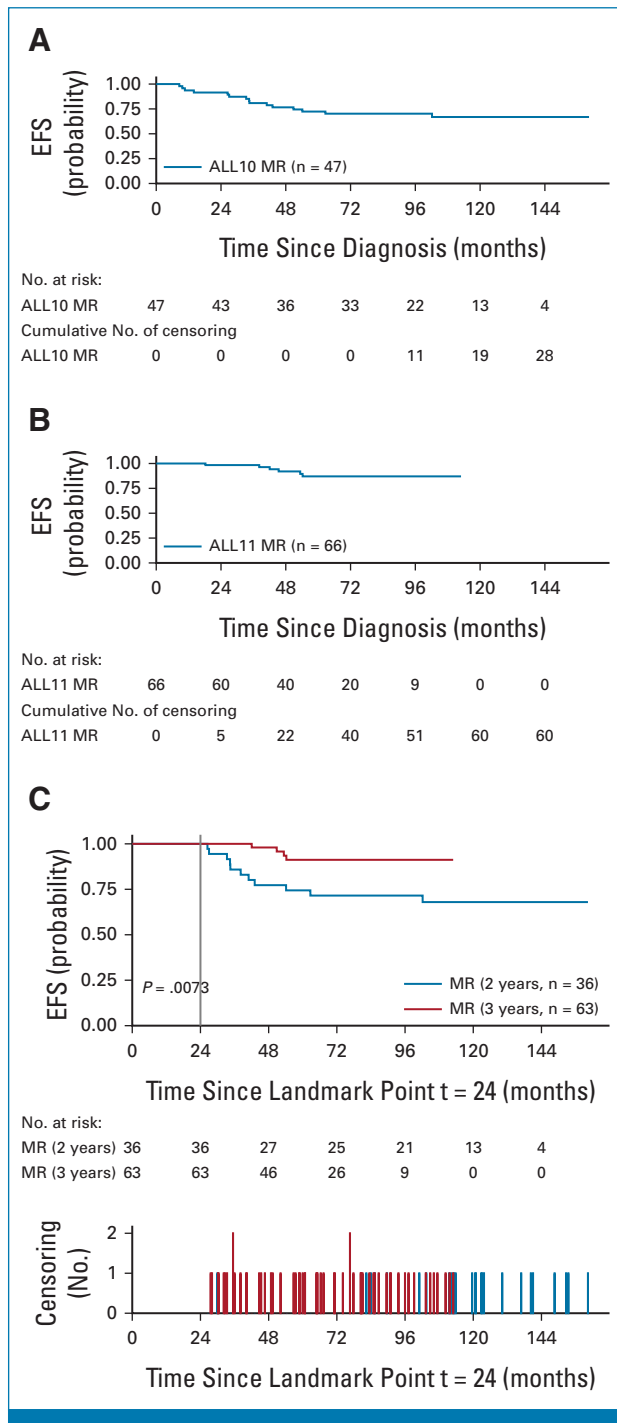 A
1.00
0.75
0.50
0.25
0.00
EFS
(probability)
ALL10 MR (n = 47)
0 24 48 72 96 120 144
Time Since Diagnosis (months)
No. at risk:
ALL10 MR 47 43 36 33 22 13 4
Cumulative No. of censoring
ALL10 MR 0 0 0 0 11 19 28
B
1.00
0.75
0.50
0.25
0.00
EFS
(probability)
ALL11 MR (n = 66)
0 24 48 72 96 120 144
Time Since Diagnosis (months)
No. at risk:
ALL11 MR 66 60 40 20 9 0 0
Cumulative No. of censoring
ALL11 MR 0 5 22 40 51 60 60
C
1.00
0.75
0.50
0.25
0.00
EFS (probability)
P = .0073
MR (2 years, n = 36)
MR (3 years, n = 63)
0 24 48 72 96 120 144
Time Since Landmark Point t = 24 (months)
No. at risk:
MR (2 years) 36 36 27 25 21 13 4
MR (3 years) 63 63 46 26 9 0 0
2
1
0
Censoring
(No.)
0 24 48 72 96 120 144
Time Since Landmark Point t = 24 (months)